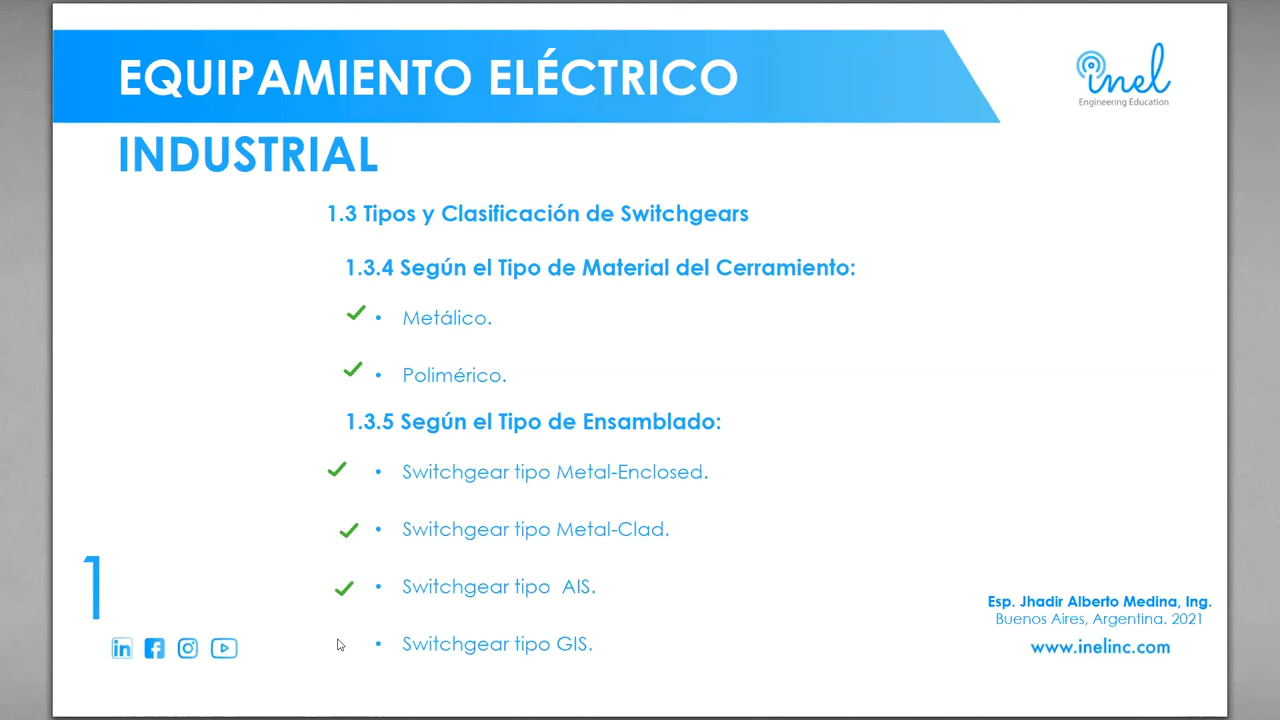 EQUIPAMIENTO ELÉCTRICO
inel
Engineering Education
INDUSTRIAL
1.3 Tipos y Clasificación de Switchgears
1.3.4 Según el Tipo de Material del Cerramiento:
• Metálico.
• Polimérico.
1.3.5 Según el Tipo de Ensamblado:
• Switchgear tipo Metal-Enclosed.
• Switchgear tipo Metal-Clad.
• Switchgear tipo  AIS.
• Switchgear tipo GIS.
1
in
Esp. Jhadir Alberto Medina, Ing.
Buenos Aires, Argentina. 2021
www.inelinc.com